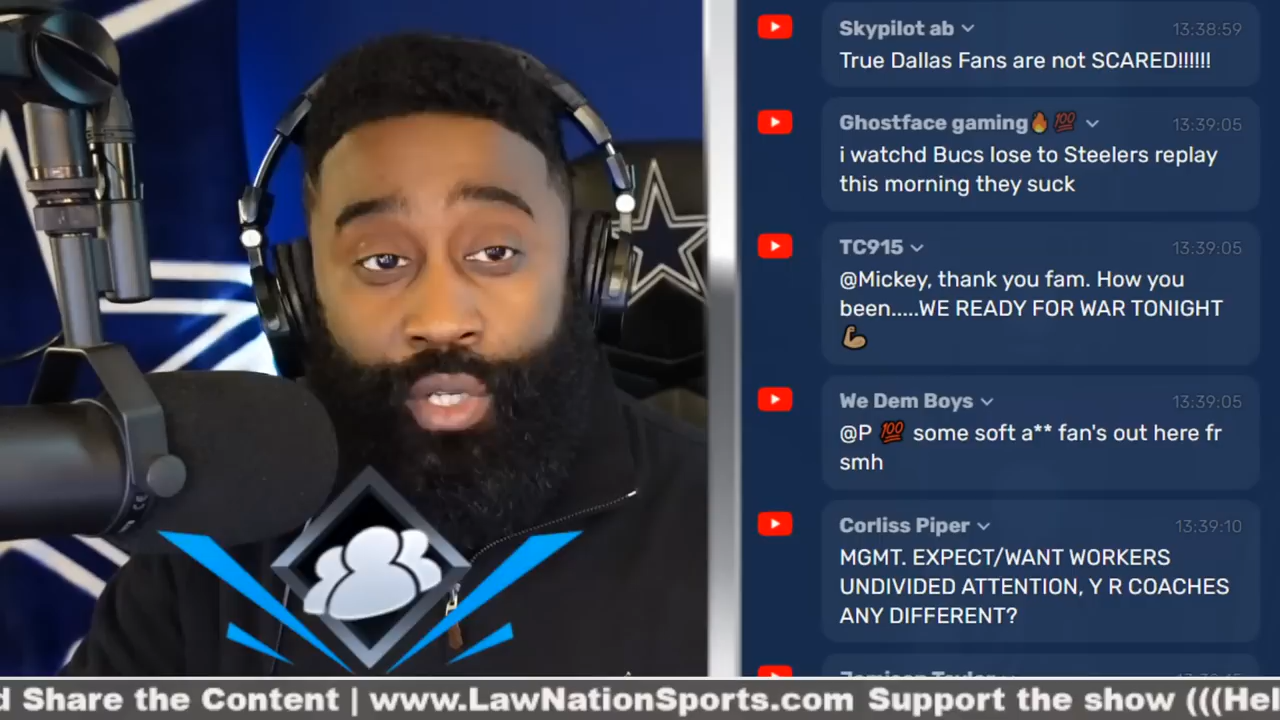 Skypilot ab 13:38:59
True Dallas Fans are not SCARED!!!!!!
Ghostface gaming🔥💯 13:39:05
i watchd Bucs lose to Steelers replay
this morning they suck
TC915 13:39:05
@Mickey, thank you fam. How you
been.....WE READY FOR WAR TONIGHT
💪🏽
We Dem Boys 13:39:05
@P 💯 some soft a** fan's out here fr
smh
Corliss Piper 13:39:10
MGMT. EXPECT/WANT WORKERS
UNDIVIDED ATTENTION, Y R COACHES
ANY DIFFERENT?
d Share the Content | www.LawNationSports.com Support the show (((Hel